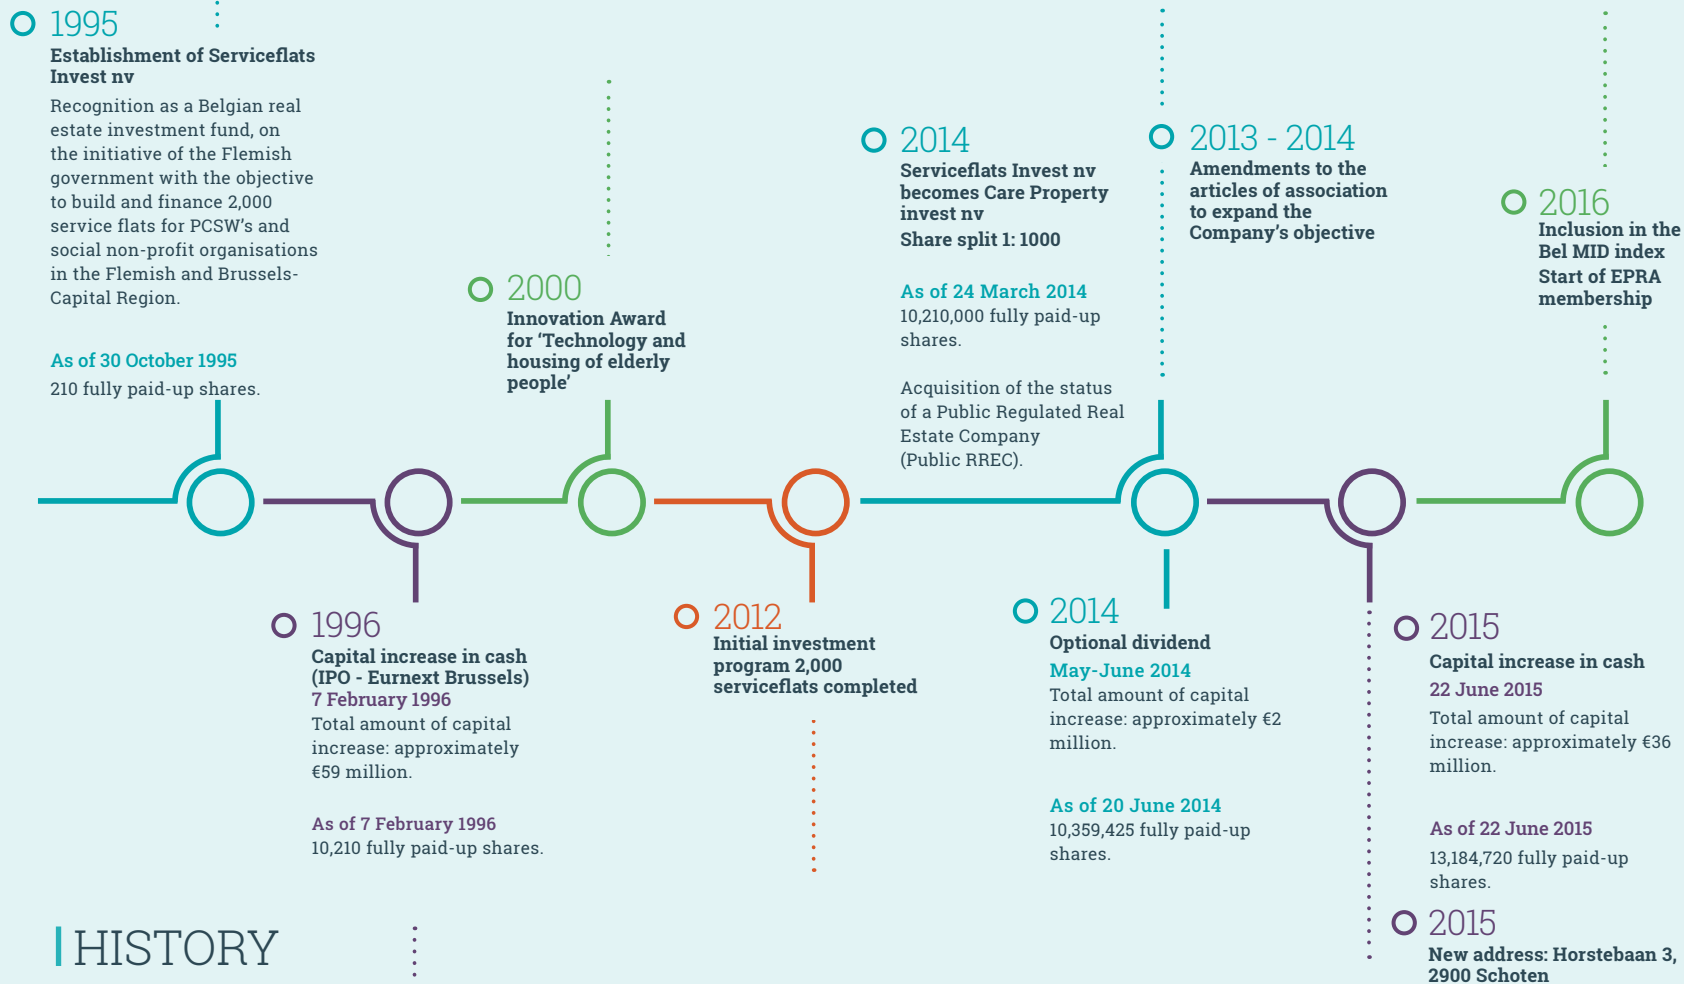 1995
Establishment of Serviceflats
Invest nv
Recognition as a Belgian real
estate investment fund, on
the initiative of the Flemish
government with the objective
to build and finance 2,000
service flats for PCSW's and
social non-profit organisations
in the Flemish and Brussels-
Capital Region.
As of 30 October 1995
210 fully paid-up shares.
1996
Capital increase in cash
(IPO - Eurnext Brussels)
7 February 1996
Total amount of capital
increase: approximately
€59 million.
As of 7 February 1996
10,210 fully paid-up shares.
2000
Innovation Award
for ‘Technology and
housing of elderly
people’
2012
Initial investment
program 2,000
serviceflats completed
2014
Serviceflats Invest nv
becomes Care Property
invest nv
Share split 1: 1000
As of 24 March 2014
10,210,000 fully paid-up
shares.
Acquisition of the status
of a Public Regulated Real
Estate Company
(Public RREC).
2013 - 2014
Amendments to the
articles of association
to expand the
Company's objective
2014
Optional dividend
May-June 2014
Total amount of capital
increase: approximately €2
million.
As of 20 June 2014
10,359,425 fully paid-up
shares.
2015
Capital increase in cash
22 June 2015
Total amount of capital
increase: approximately €36
million.
As of 22 June 2015
13,184,720 fully paid-up
shares.
2015
New address: Horstebaan 3,
2900 Schoten
2016
Inclusion in the
Bel MID index
Start of EPRA
membership
HISTORY